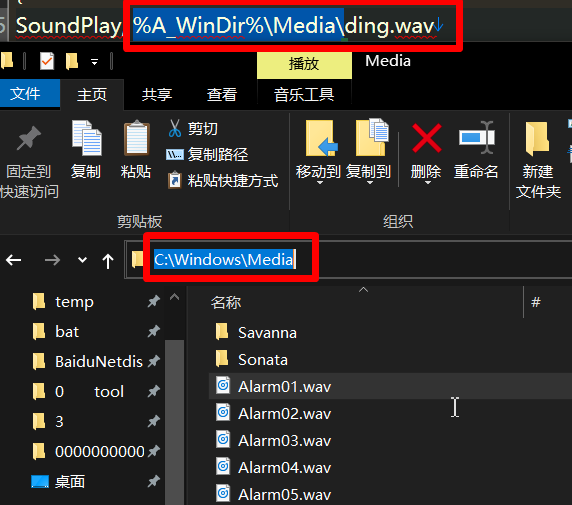 5 SoundPlay, %A_WinDir%\Media\ding.wav↓
播放 Media
文件 主页 共享 查看 音乐工具
固定到快速访问
复制
粘贴
剪切
复制路径
粘贴快捷方式
移动到 复制到 删除 重命名
新建
文件夹
剪贴板 组织
C:\Windows\Media
名称 #
temp
bat
BaiduNetdis
0 tool
3
0000000000
桌面
Savanna
Sonata
Alarm01.wav
Alarm02.wav
Alarm03.wav
Alarm04.wav
Alarm05.wav